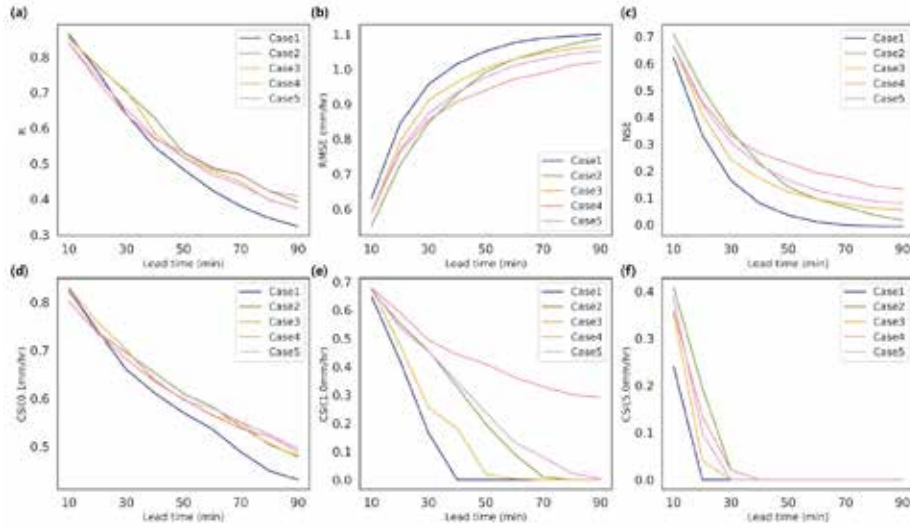 (a)
0.8
0.7
0.6
0.5
0.4
0.3
R
10 30 50 70 90
Lead time (min)
Case1
Case2
Case3
Case4
Case5
(b)
1.1
1.0
0.9
0.8
0.7
0.6
RMSE (mm/hr)
10 30 50 70 90
Lead time (min)
Case1
Case2
Case3
Case4
Case5
(c)
0.7
0.6
0.5
0.4
0.3
0.2
0.1
0.0
NSE
10 30 50 70 90
Lead time (min)
Case1
Case2
Case3
Case4
Case5
(d)
0.8
0.7
0.6
0.5
CSI(0.1mm/hr)
10 30 50 70 90
Lead time (min)
Case1
Case2
Case3
Case4
Case5
(e)
0.7
0.6
0.5
0.4
0.3
0.2
0.1
0.0
CSI(1.0mm/hr)
10 30 50 70 90
Lead time (min)
Case1
Case2
Case3
Case4
Case5
(f)
0.4
0.3
0.2
0.1
0.0
CSI(5.0mm/hr)
10 30 50 70 90
Lead time (min)
Case1
Case2
Case3
Case4
Case5